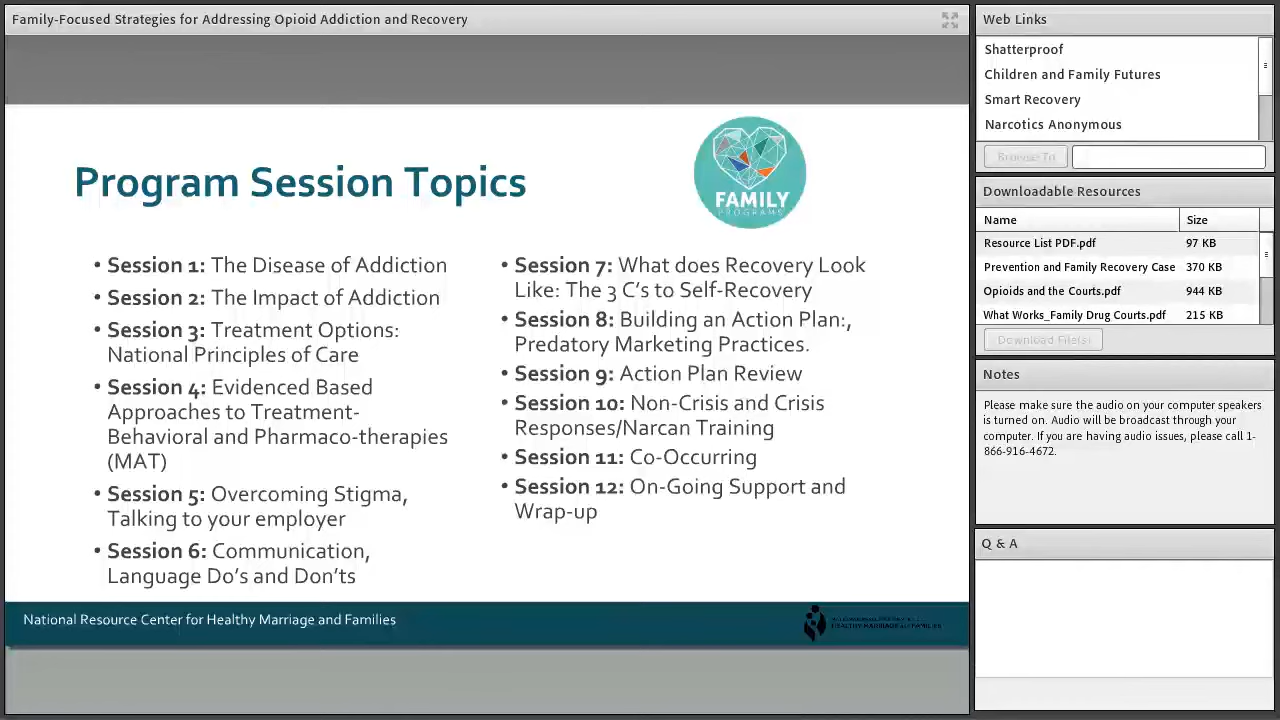 Family-Focused Strategies for Addressing Opioid Addiction and Recovery
Program Session Topics
FAMILY
PROGRAMS
• Session 1: The Disease of Addiction
• Session 2: The Impact of Addiction
• Session 3: Treatment Options:
National Principles of Care
• Session 4: Evidenced Based
Approaches to Treatment-
Behavioral and Pharmaco-therapies
(MAT)
• Session 5: Overcoming Stigma,
Talking to your employer
• Session 6: Communication,
Language Do's and Don'ts
• Session 7: What does Recovery Look
Like: The 3 C's to Self-Recovery
• Session 8: Building an Action Plan:,
Predatory Marketing Practices.
• Session 9: Action Plan Review
• Session 10: Non-Crisis and Crisis
Responses/Narcan Training
• Session 11: Co-Occurring
• Session 12: On-Going Support and
Wrap-up
National Resource Center for Healthy Marriage and Families
HEALTHY MARRIAGE AND FAMILIES
Web Links
Shatterproof
Children and Family Futures
Smart Recovery
Narcotics Anonymous
Browse To
Downloadable Resources
Name Size
Resource List PDF.pdf 97 KB
Prevention and Family Recovery Case 370 KB
Opioids and the Courts.pdf 944 KB
What Works_Family Drug Courts.pdf 215 KB
Download File(s)
Notes
Please make sure the audio on your computer speakers
is turned on. Audio will be broadcast through your
computer. If you are having audio issues, please call 1-
866-916-4672.
Q & A